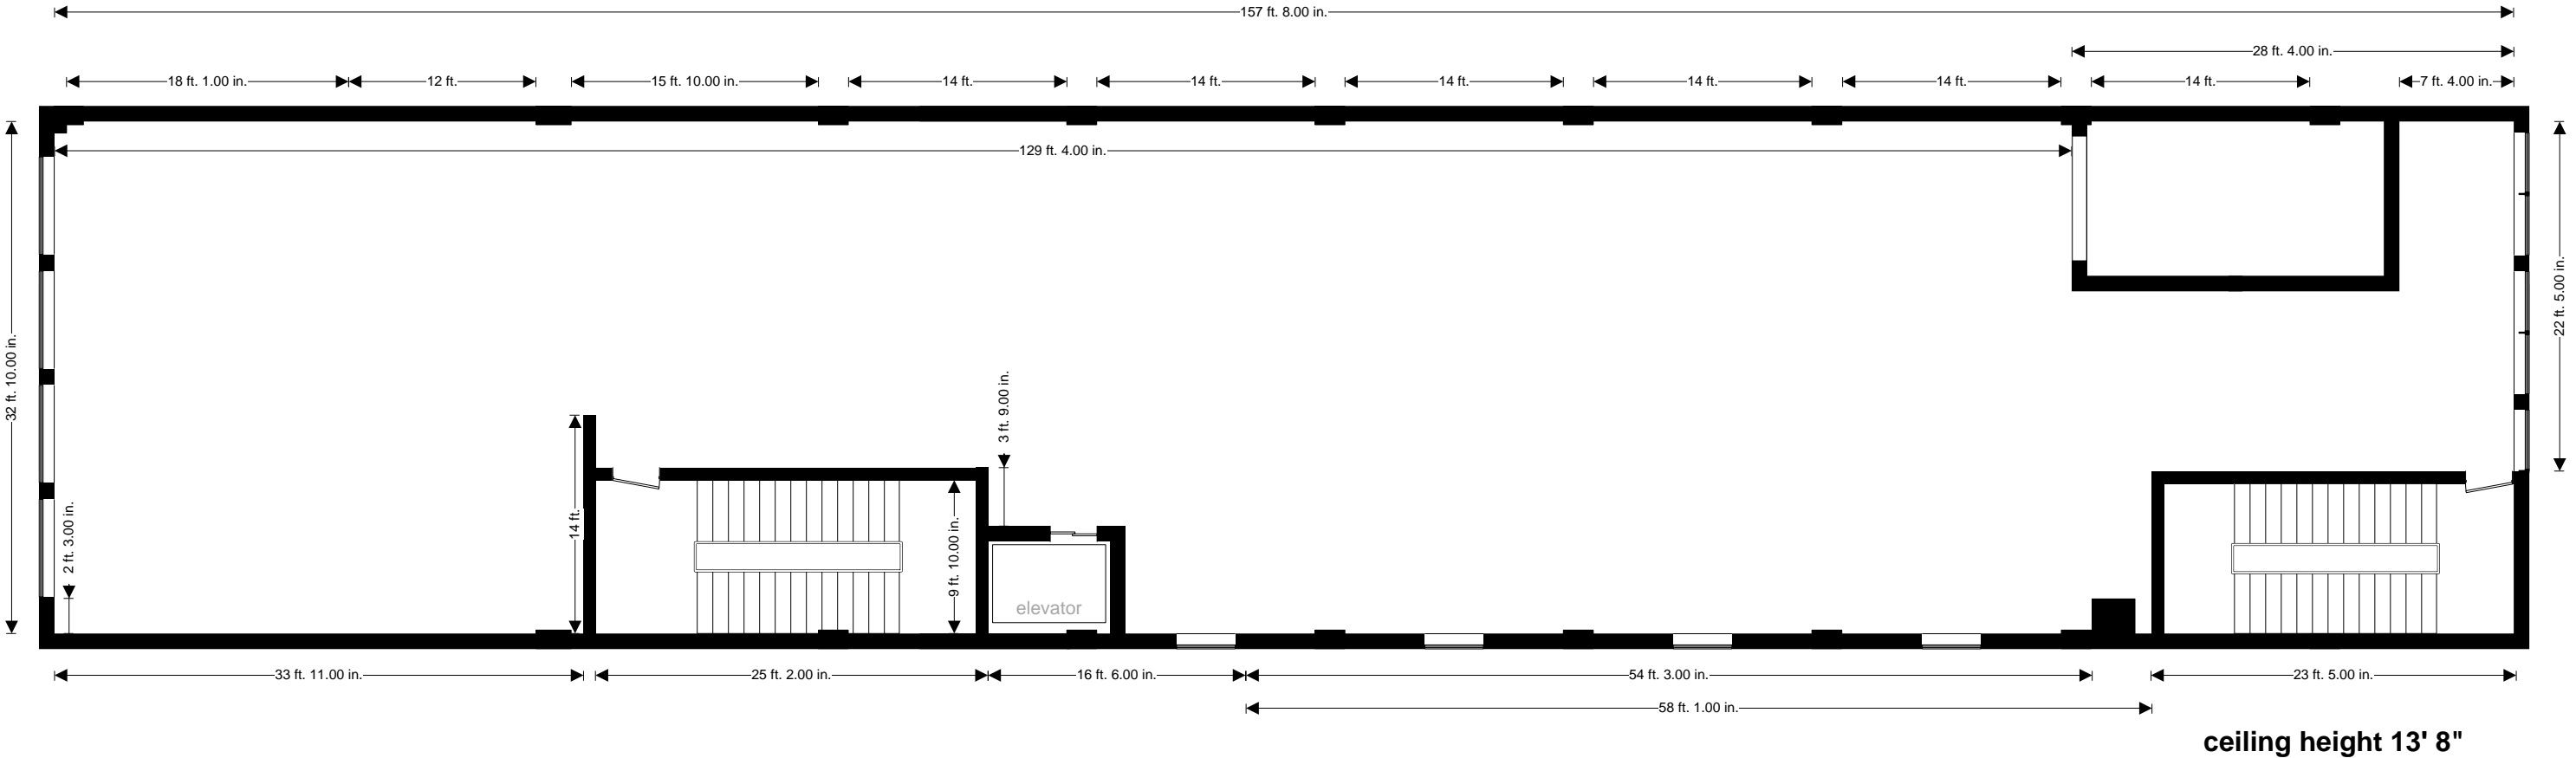 157 ft. 8.00 in.
28 ft. 4.00 in.
18 ft. 1.00 in.
12 ft.
15 ft. 10.00 in.
14 ft.
14 ft.
14 ft.
14 ft.
14 ft.
14 ft.
7 ft. 4.00 in.
129 ft. 4.00 in.
32 ft. 10.00 in.
22 ft. 5.00 in.
3 ft. 9.00 in.
2 ft. 3.00 in.
14 ft.
9 ft. 10.00 in.
elevator
33 ft. 11.00 in.
25 ft. 2.00 in.
16 ft. 6.00 in.
54 ft. 3.00 in.
23 ft. 5.00 in.
58 ft. 1.00 in.
ceiling height 13' 8"